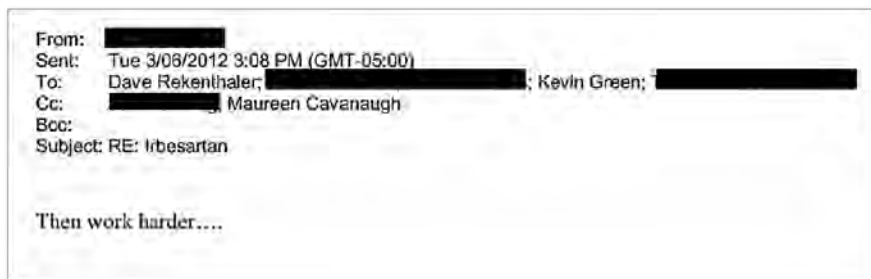 From:
Sent: Tue 3/06/2012 3:08 PM (GMT-05:00)
To: Dave Rekenthaler; ; Kevin Green;
Cc: , Maureen Cavanaugh
Bcc:
Subject: RE: Irbesartan
Then work harder....